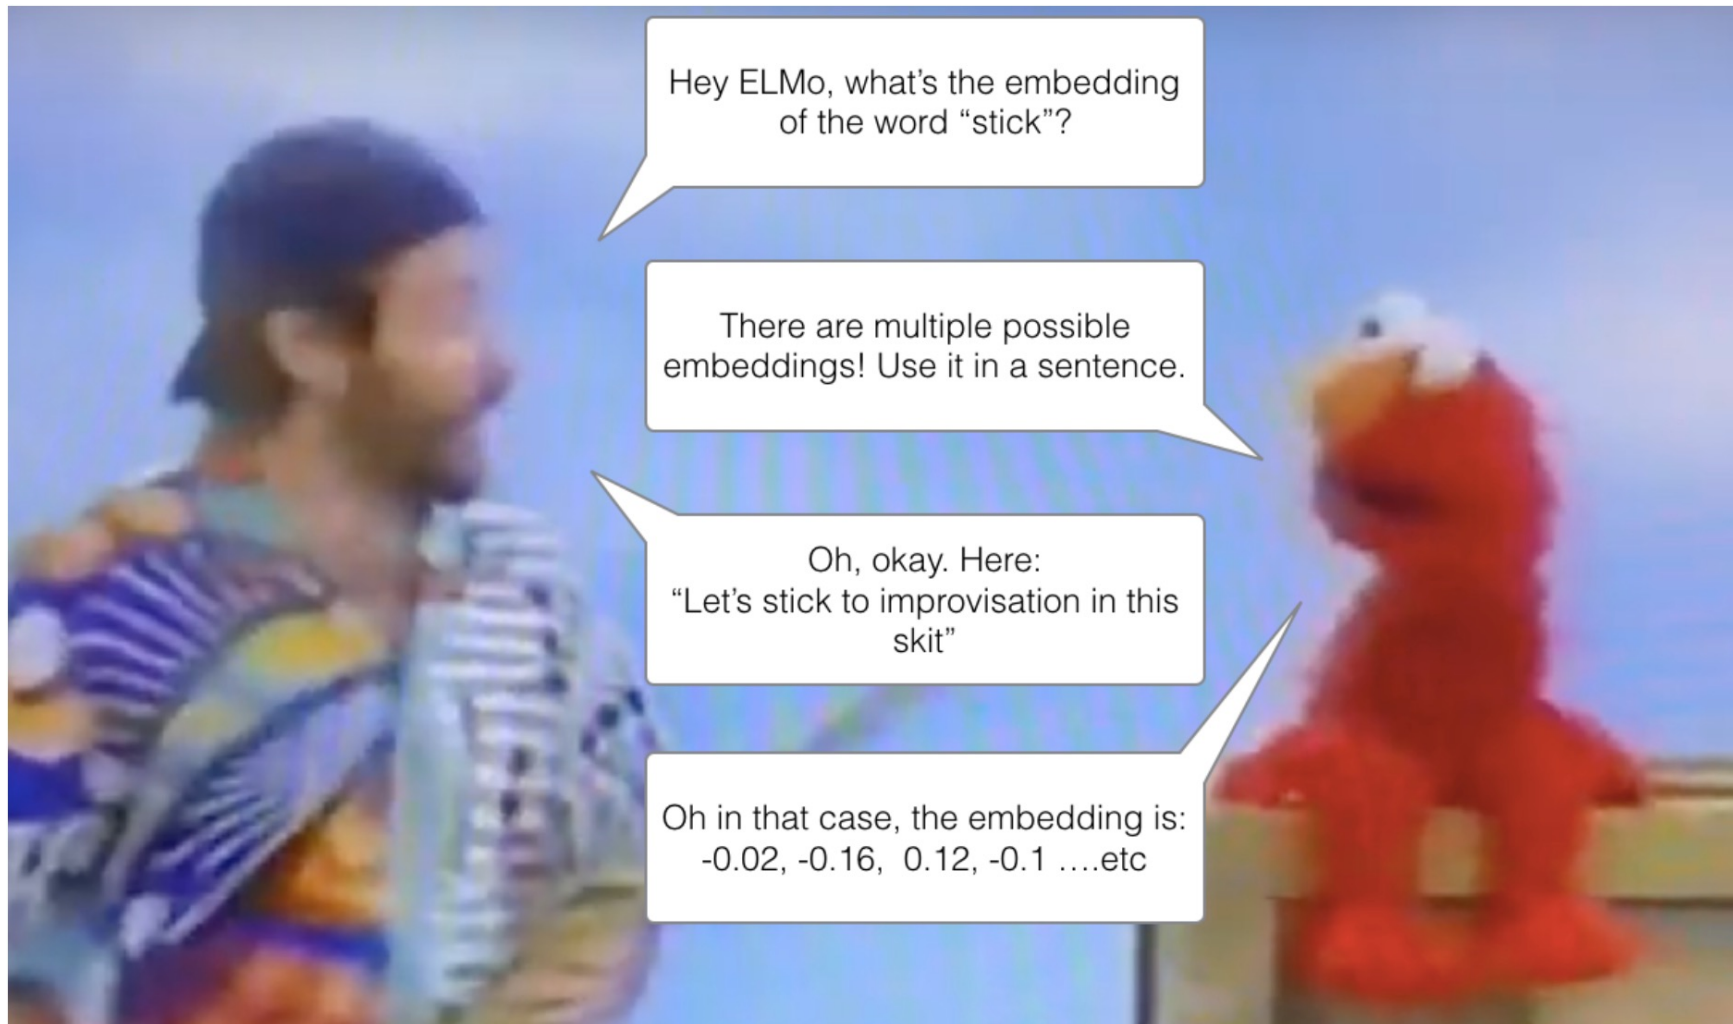 Hey ELMo, what’s the embedding
of the word “stick”?
There are multiple possible
embeddings! Use it in a sentence.
Oh, okay. Here:
“Let’s stick to improvisation in this
skit”
Oh in that case, the embedding is:
-0.02, -0.16,  0.12, -0.1 ….etc